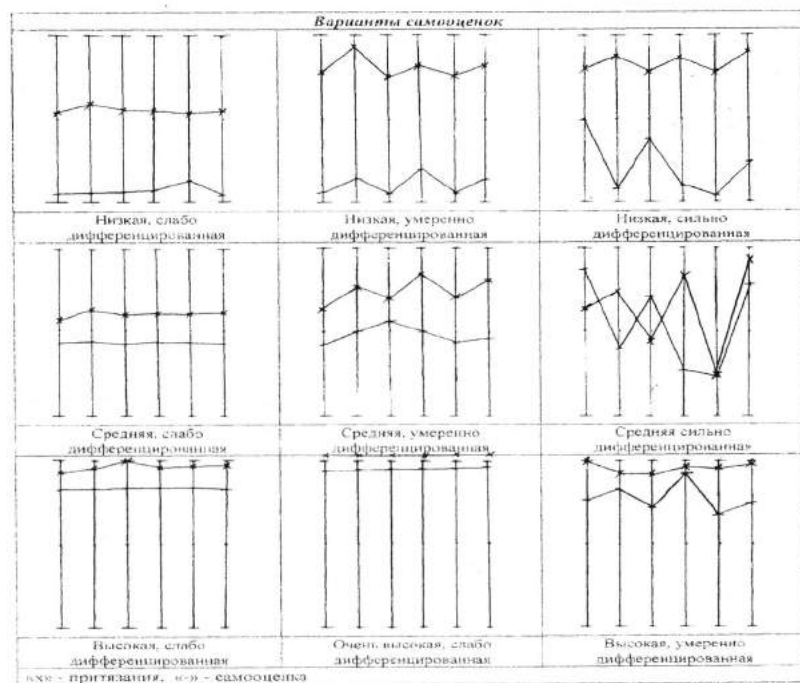 Варианты самооценок
Низкая, слабо
дифференцированная
Низкая, умеренно
дифференцированная
Низкая, сильно
дифференцированная
Средняя, слабо
дифференцированная
Средняя, умеренно
дифференцированная
Средняя сильно
дифференцированная
Высокая, слабо
дифференцированная
Очень высокая, слабо
дифференцированная
Высокая, умеренно
дифференцированная
«х» - притязания, «-» - самооценка